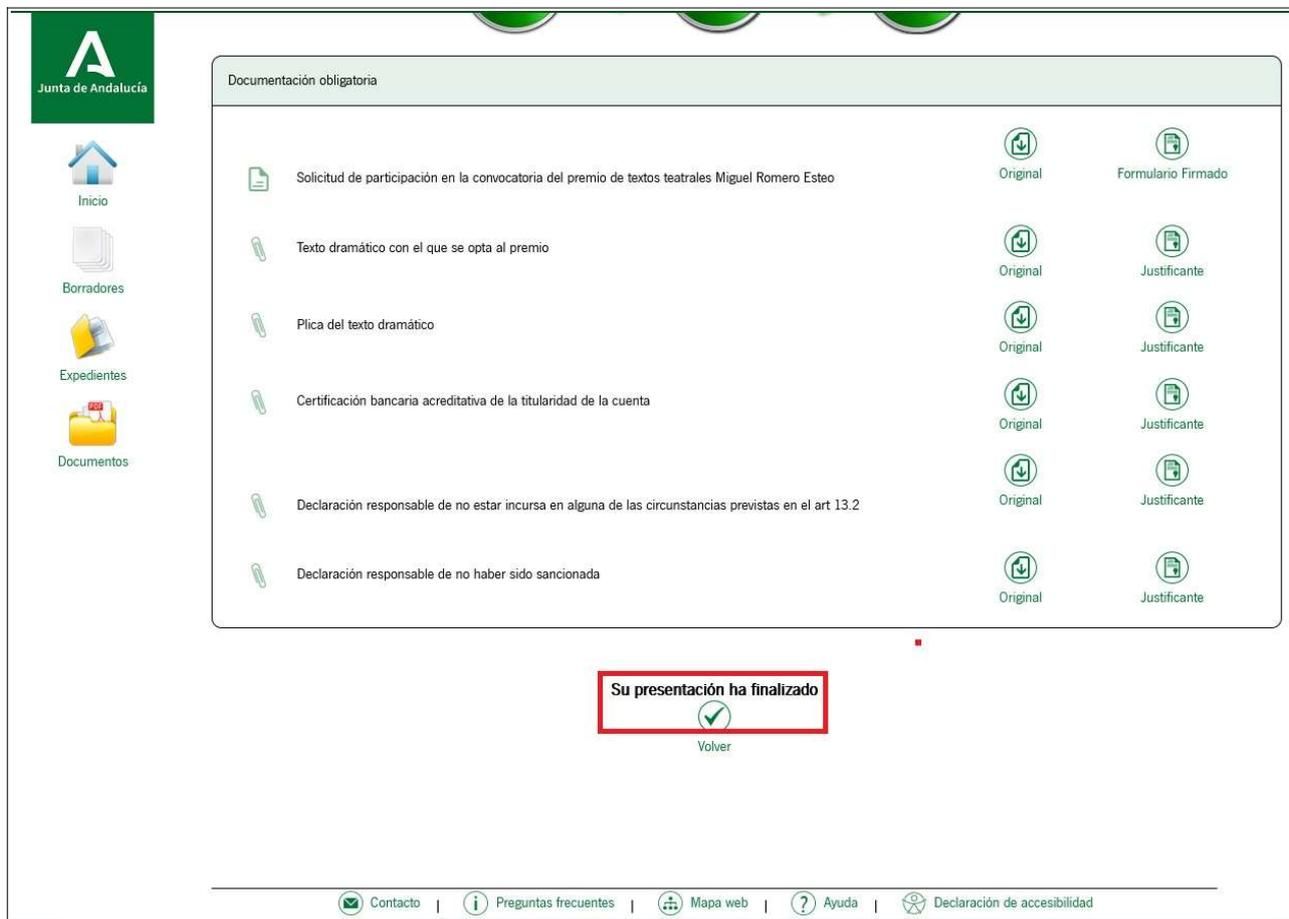 Junta de Andalucía
Inicio
Borradores
Expedientes
PDF
Documentos
Documentación obligatoria
Solicitud de participación en la convocatoria del premio de textos teatrales Miguel Romero Esteo
Original
Formulario Firmado
Texto dramático con el que se opta al premio
Original
Justificante
Plica del texto dramático
Original
Justificante
Certificación bancaria acreditativa de la titularidad de la cuenta
Original
Justificante
Declaración responsable de no estar incursa en alguna de las circunstancias previstas en el art 13.2
Original
Justificante
Declaración responsable de no haber sido sancionada
Original
Justificante
Su presentación ha finalizado
Volver
Contacto | Preguntas frecuentes | Mapa web | Ayuda | Declaración de accesibilidad